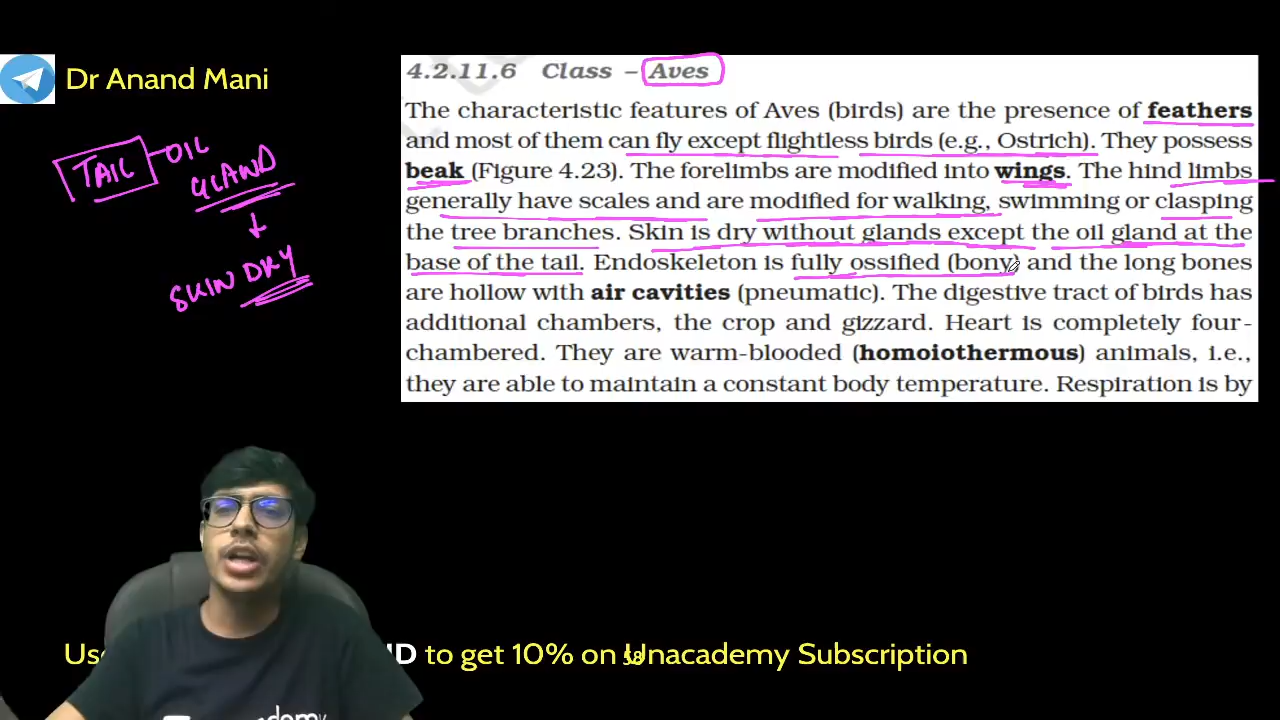 Dr Anand Mani
TAIL
OIL
GLAND
SKIN DRY
4.2.11.6 Class – Aves
The characteristic features of Aves (birds) are the presence of feathers
and most of them can fly except flightless birds (e.g., Ostrich). They possess
beak (Figure 4.23). The forelimbs are modified into wings. The hind limbs
generally have scales and are modified for walking, swimming or clasping
the tree branches. Skin is dry without glands except the oil gland at the
base of the tail. Endoskeleton is fully ossified (bony) and the long bones
are hollow with air cavities (pneumatic). The digestive tract of birds has
additional chambers, the crop and gizzard. Heart is completely four-
chambered. They are warm-blooded (homoiothermous) animals, i.e.,
they are able to maintain a constant body temperature. Respiration is by
to get 10% on Unacademy Subscription
58